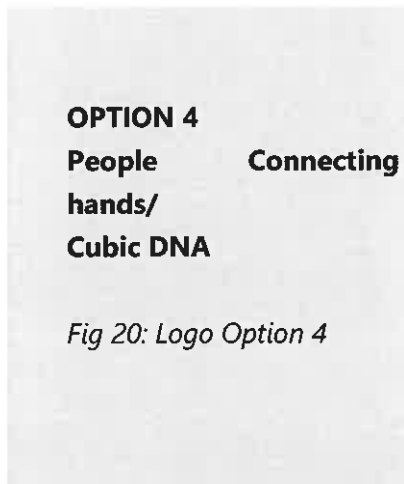 OPTION 4
People Connecting
hands/
Cubic DNA
Fig 20: Logo Option 4